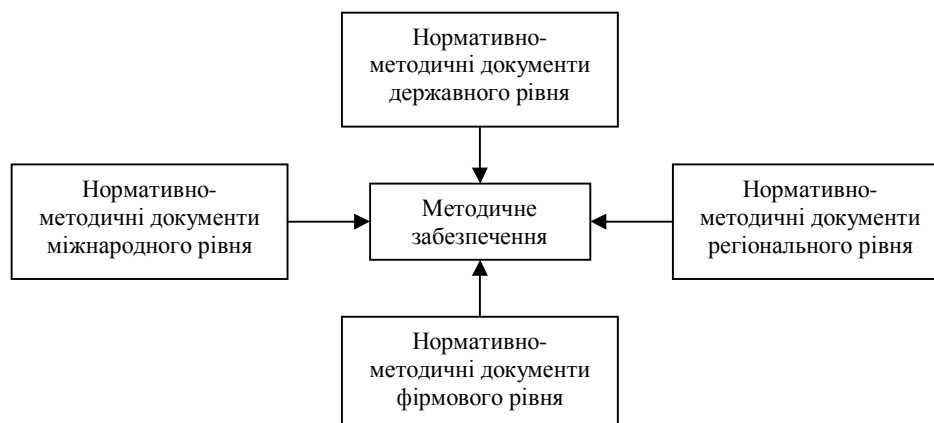 Нормативно-
методичні документи
державного рівня
Нормативно-
методичні документи
міжнародного рівня
Методичне
забезпечення
Нормативно-
методичні документи
регіонального рівня
Нормативно-
методичні документи
фірмового рівня